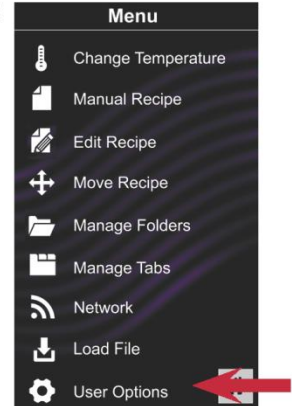 Menu
Change Temperature
Manual Recipe
Edit Recipe
Move Recipe
Manage Folders
Manage Tabs
Network
Load File
User Options